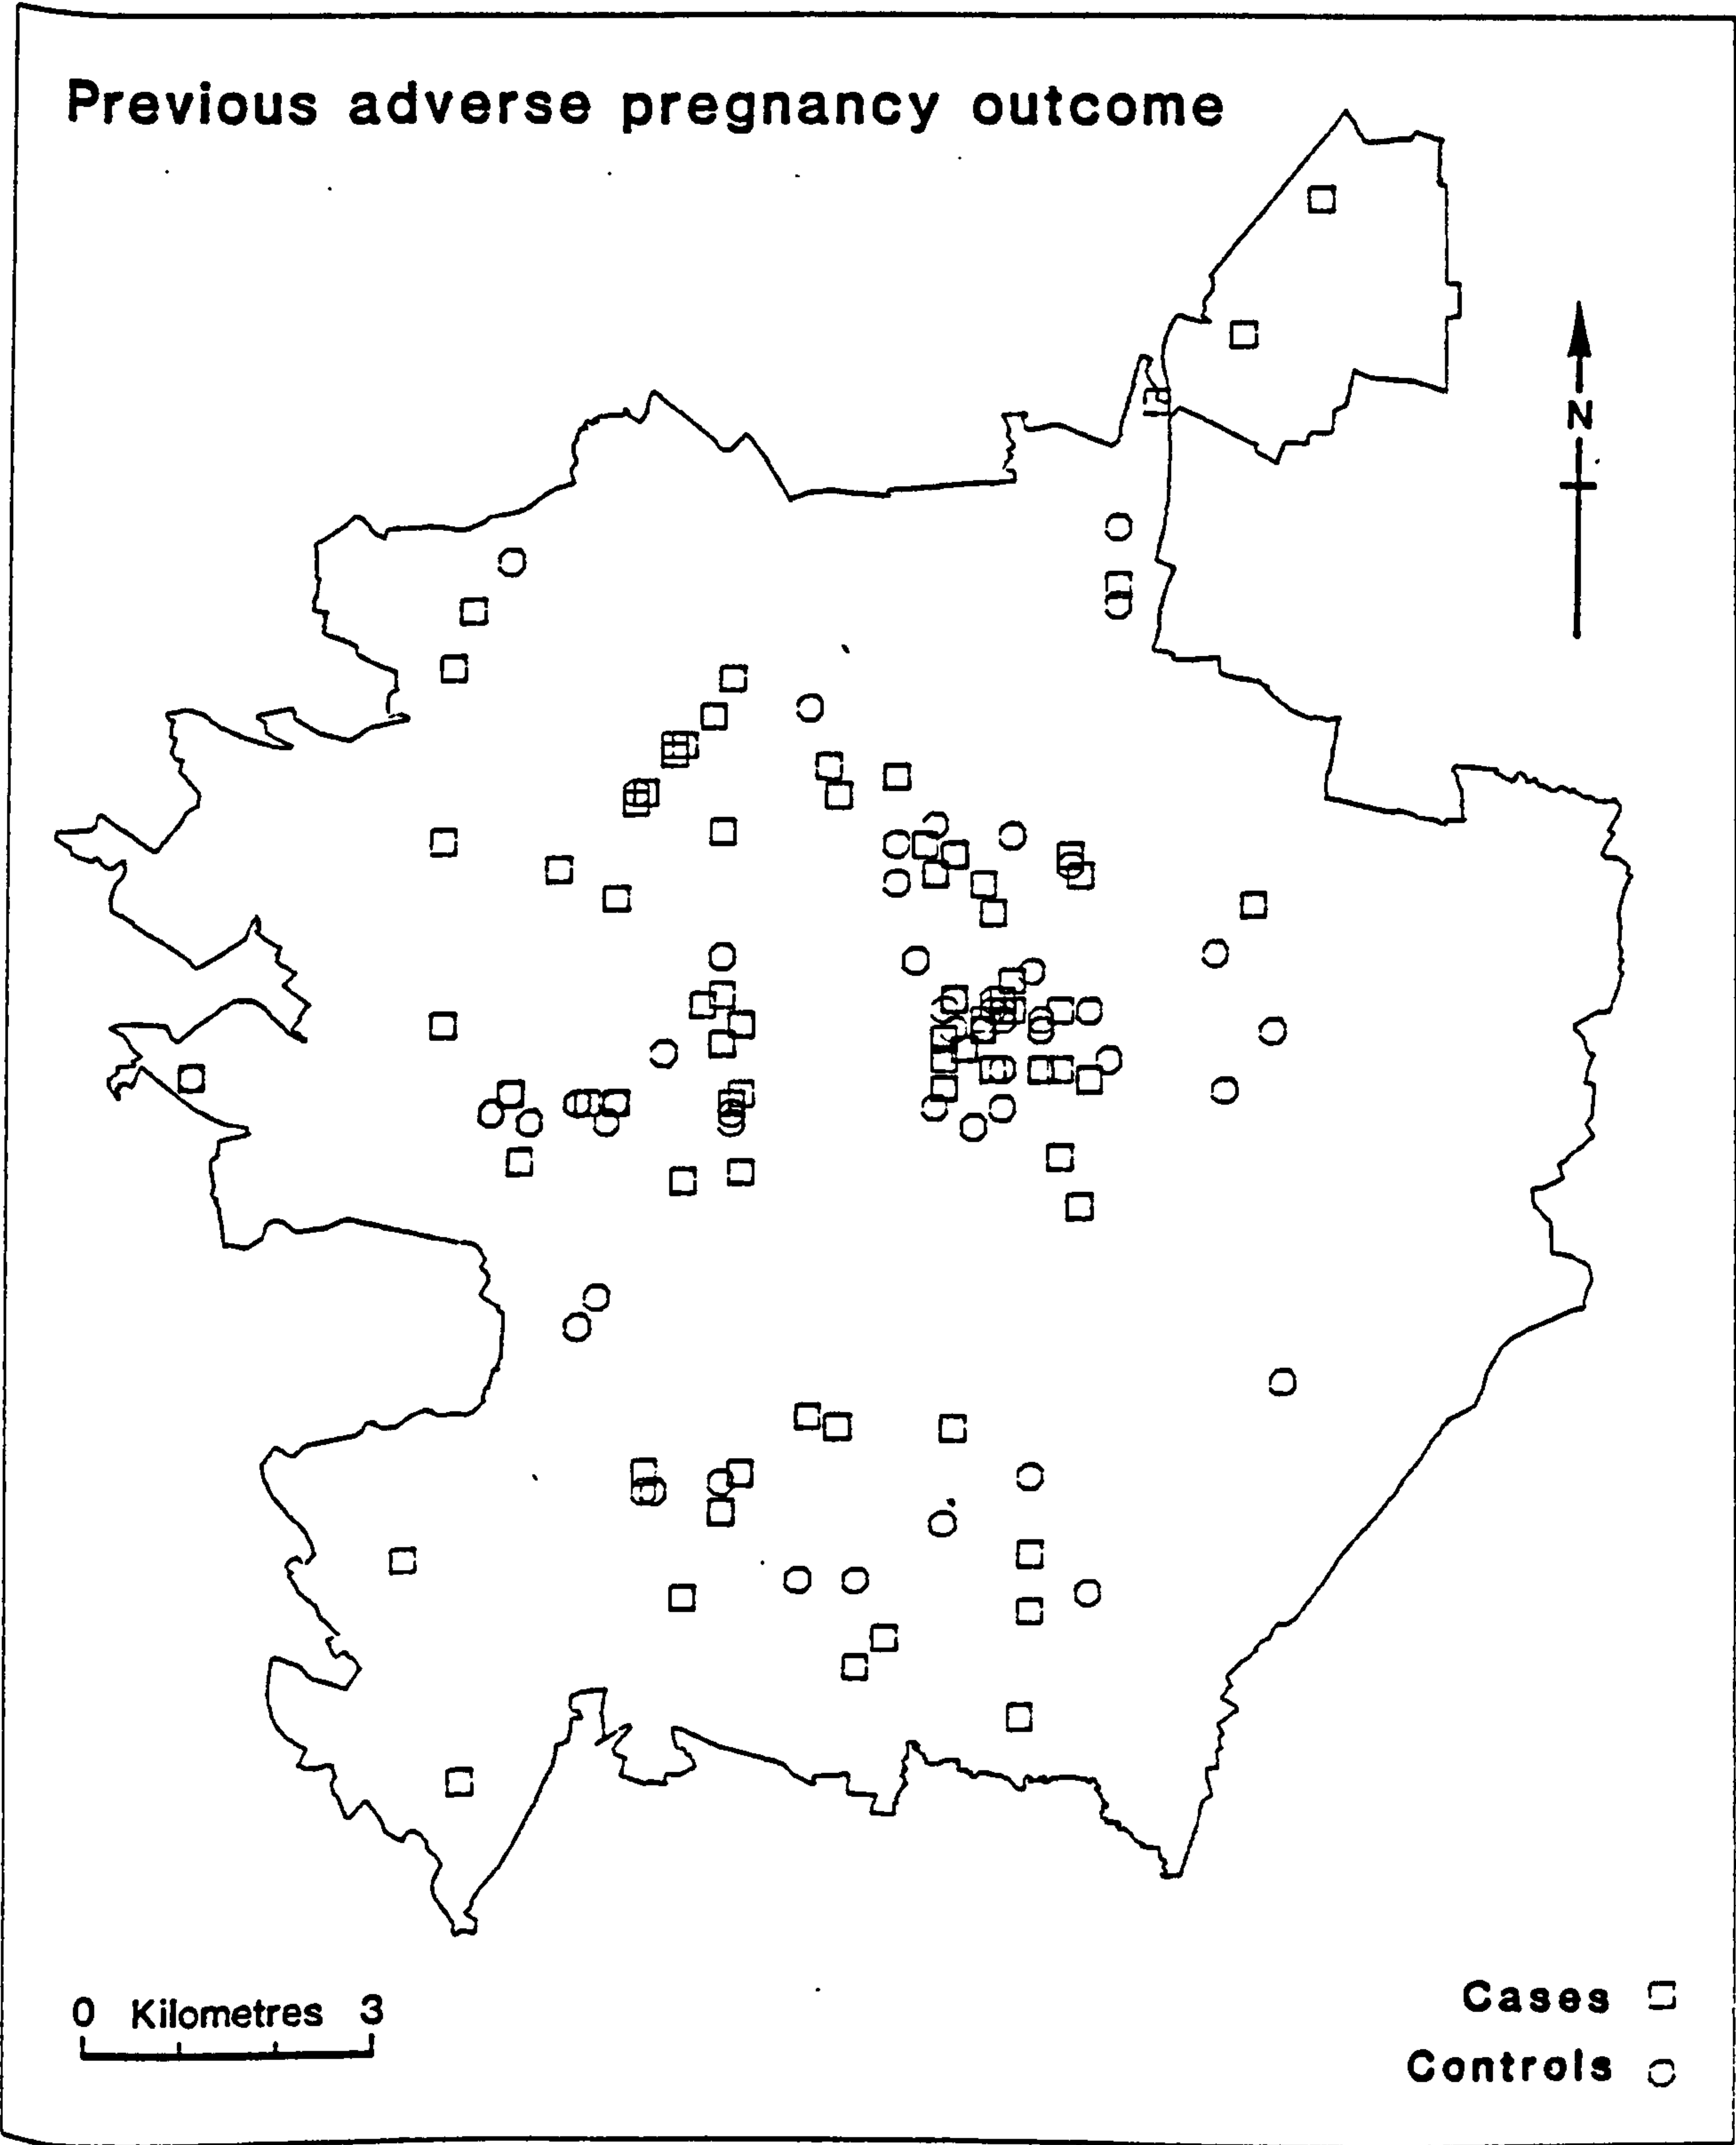 Previous adverse pregnancy outcome
N
0 Kilometres 3
Cases
Controls